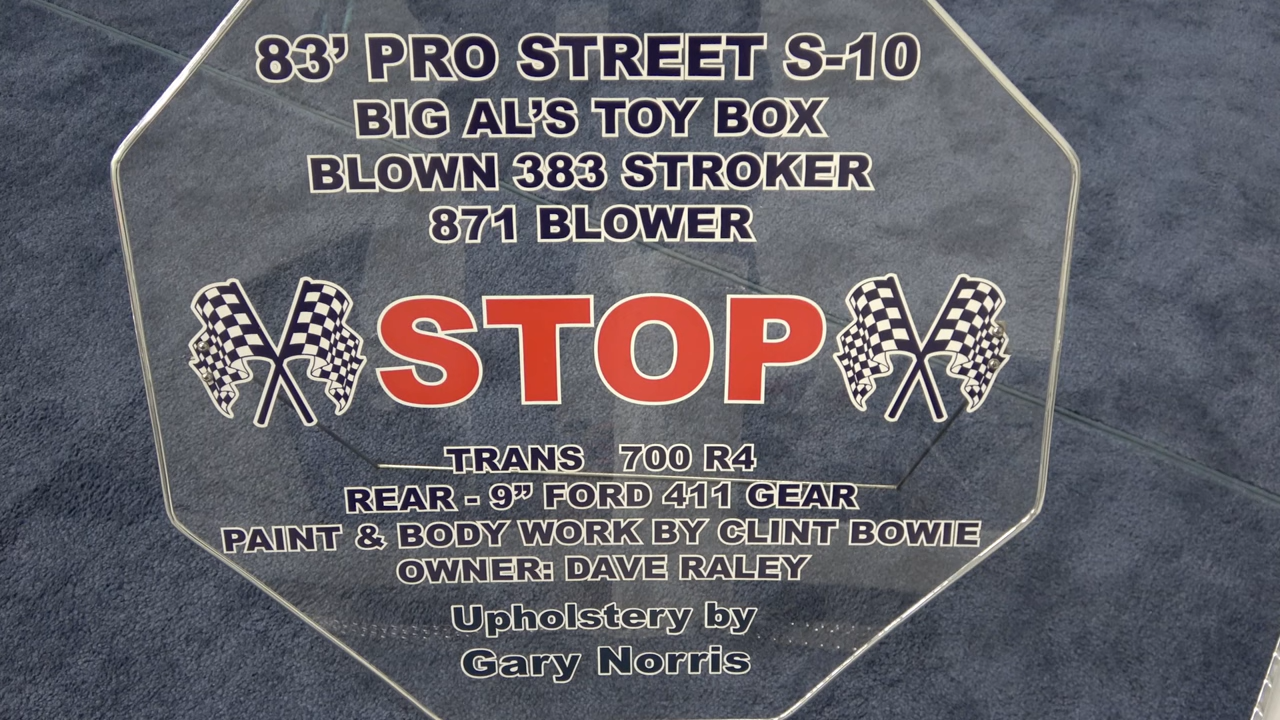 83’ PRO STREET S-10
BIG AL’S TOY BOX
BLOWN 383 STROKER
871 BLOWER
STOP
TRANS 700 R4
REAR - 9” FORD 411 GEAR
PAINT & BODY WORK BY CLINT BOWIE
OWNER: DAVE RALEY
Upholstery by
Gary Norris